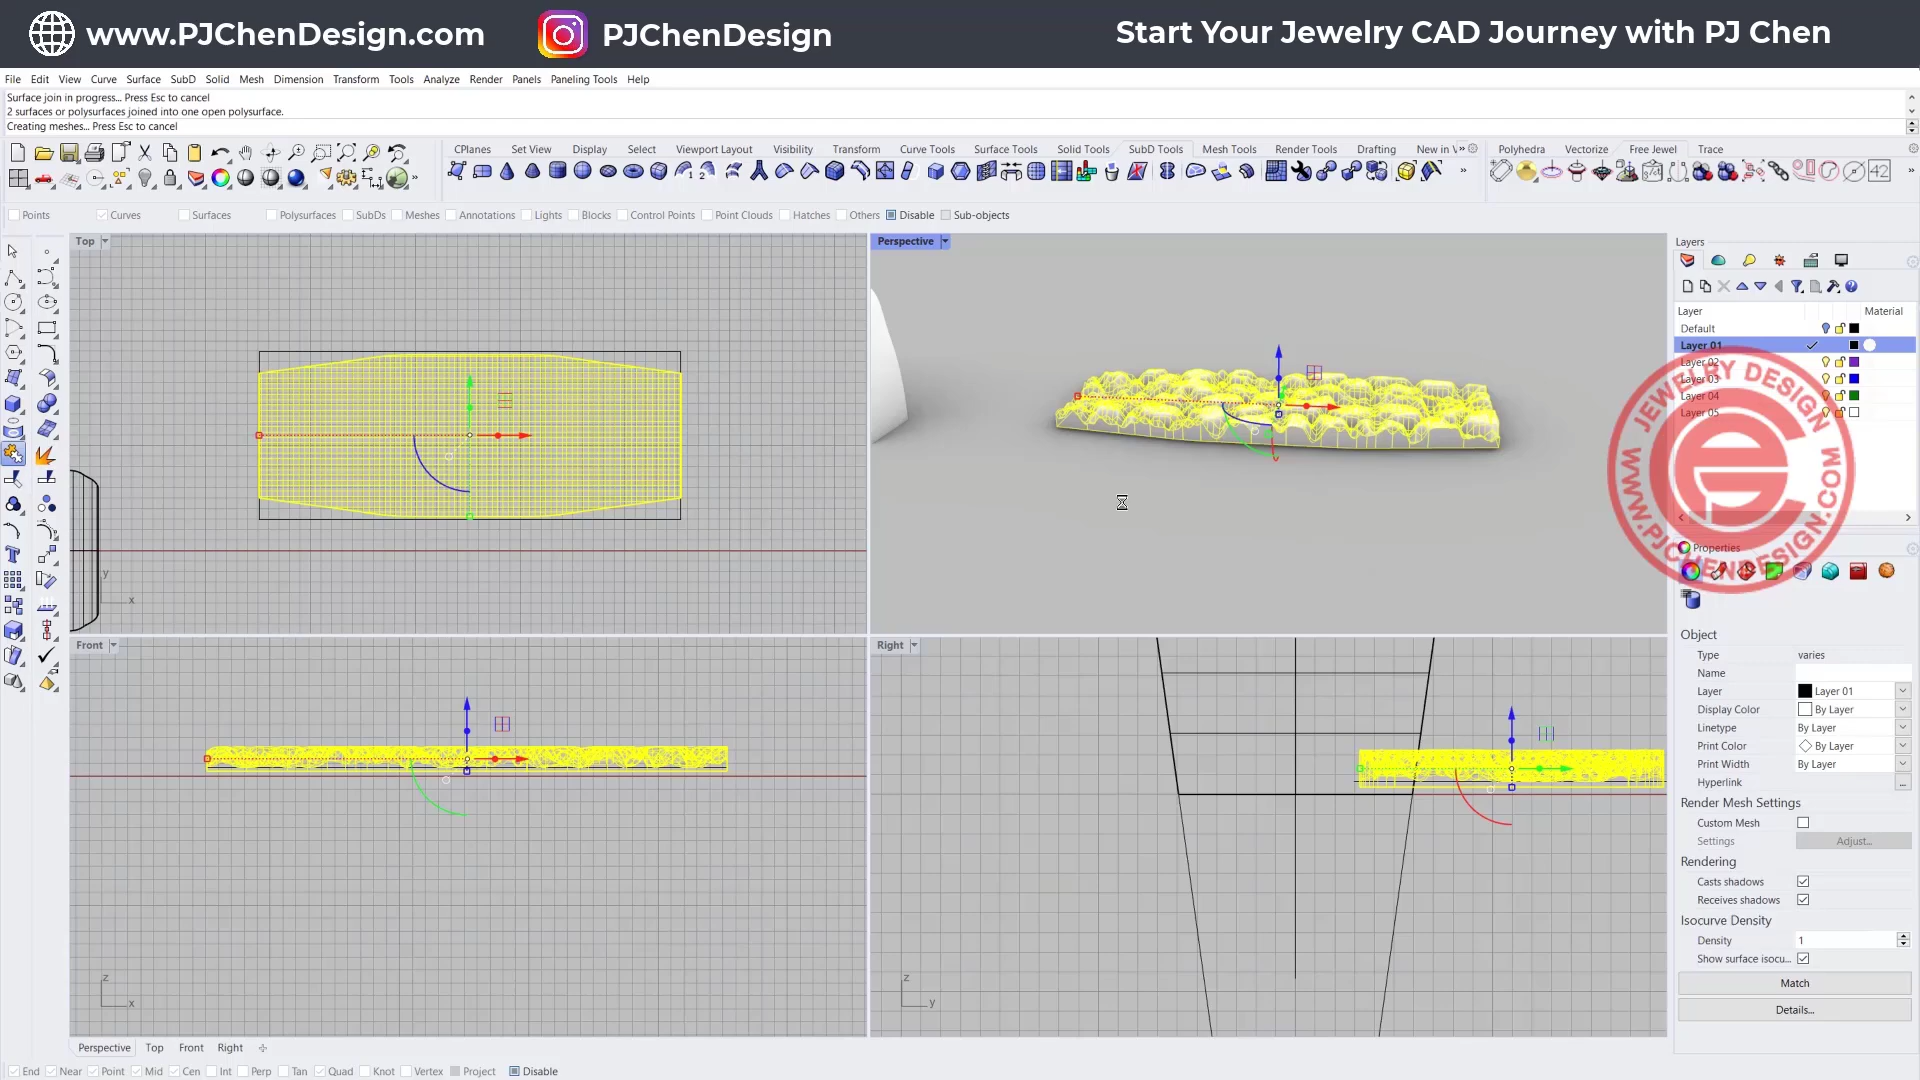 www.PJChenDesign.com PJChenDesign Start Your Jewelry CAD Journey with PJ Chen
File Edit View Curve Surface SubD Solid Mesh Dimension Transform Tools Analyze Render Panels Paneling Tools Help
Surface join in progress... Press Esc to cancel
2 surfaces or polysurfaces joined into one open polysurface.
Creating meshes... Press Esc to cancel
CPlanes Set View Display Select Viewport Layout Visibility Transform Curve Tools Surface Tools Solid Tools SubD Tools Mesh Tools Render Tools Drafting New in V Polyhedra Vectorize Free Jewel Trace
42
Points Curves Surfaces Polysurfaces SubDs Meshes Annotations Lights Blocks Control Points Point Clouds Hatches Others Disable Sub-objects
Top
Perspective
Layers
Layer Material
Default
Layer 01
Layer 02
Layer 03
Layer 04
Layer 05
JEWELRY DESIGN
WWW.PJCHENDESIGN.COM
Properties
y
x
Front
Right
Object
Type varies
Name
Layer Layer 01
Display Color By Layer
Linetype By Layer
Print Color By Layer
Print Width By Layer
Hyperlink ...
Render Mesh Settings
Custom Mesh
Settings Adjust...
Rendering
Casts shadows
Receives shadows
Isocurve Density
Density 1
Show surface isocu...
Match
Details...
z
x
z
y
Perspective Top Front Right
End Near Point Mid Cen Int Perp Tan Quad Knot Vertex Project Disable